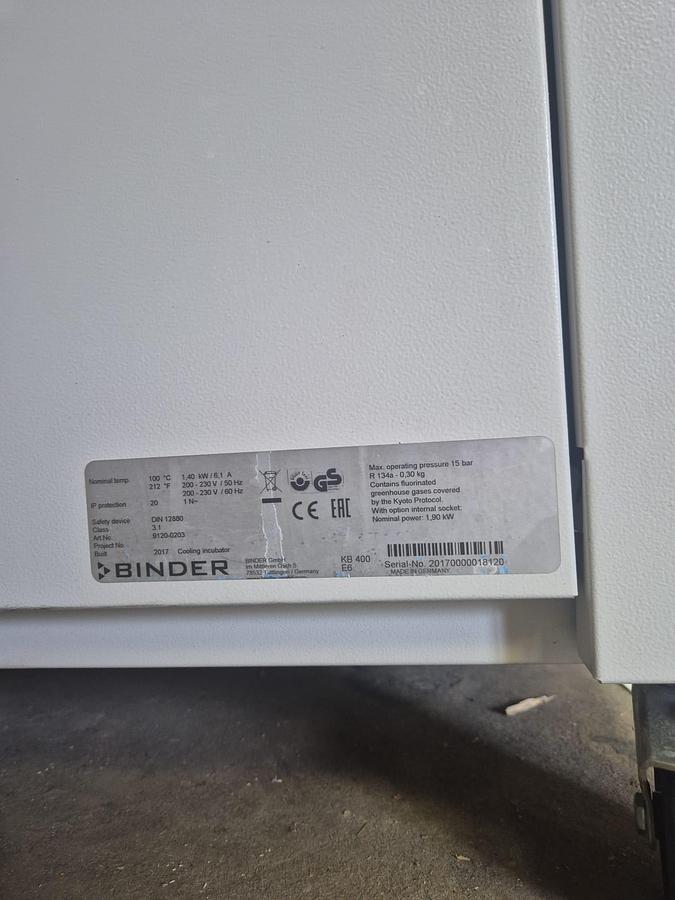 Nominal temp. 100 °C 1,40 kW / 6,1 A
212 °F 200 - 230 V / 50 Hz
200 - 230 V / 60 Hz
IP protection 20 1 N~
Safety device DIN 12880
Class 3.1
Art.No. 9120-0203
Project No.
Built 2017 Cooling incubator
BINDER
BINDER GmbH
Im Mittleren Ösch 5
78532 Tuttlingen / Germany
GS
CE EAC
KB 400
E6
Max. operating pressure 15 bar
R 134a - 0,30 kg
Contains fluorinated
greenhouse gases covered
by the Kyoto Protocol.
With option internal socket:
Nominal power: 1,90 kW
Serial-No. 20170000018120
MADE IN GERMANY